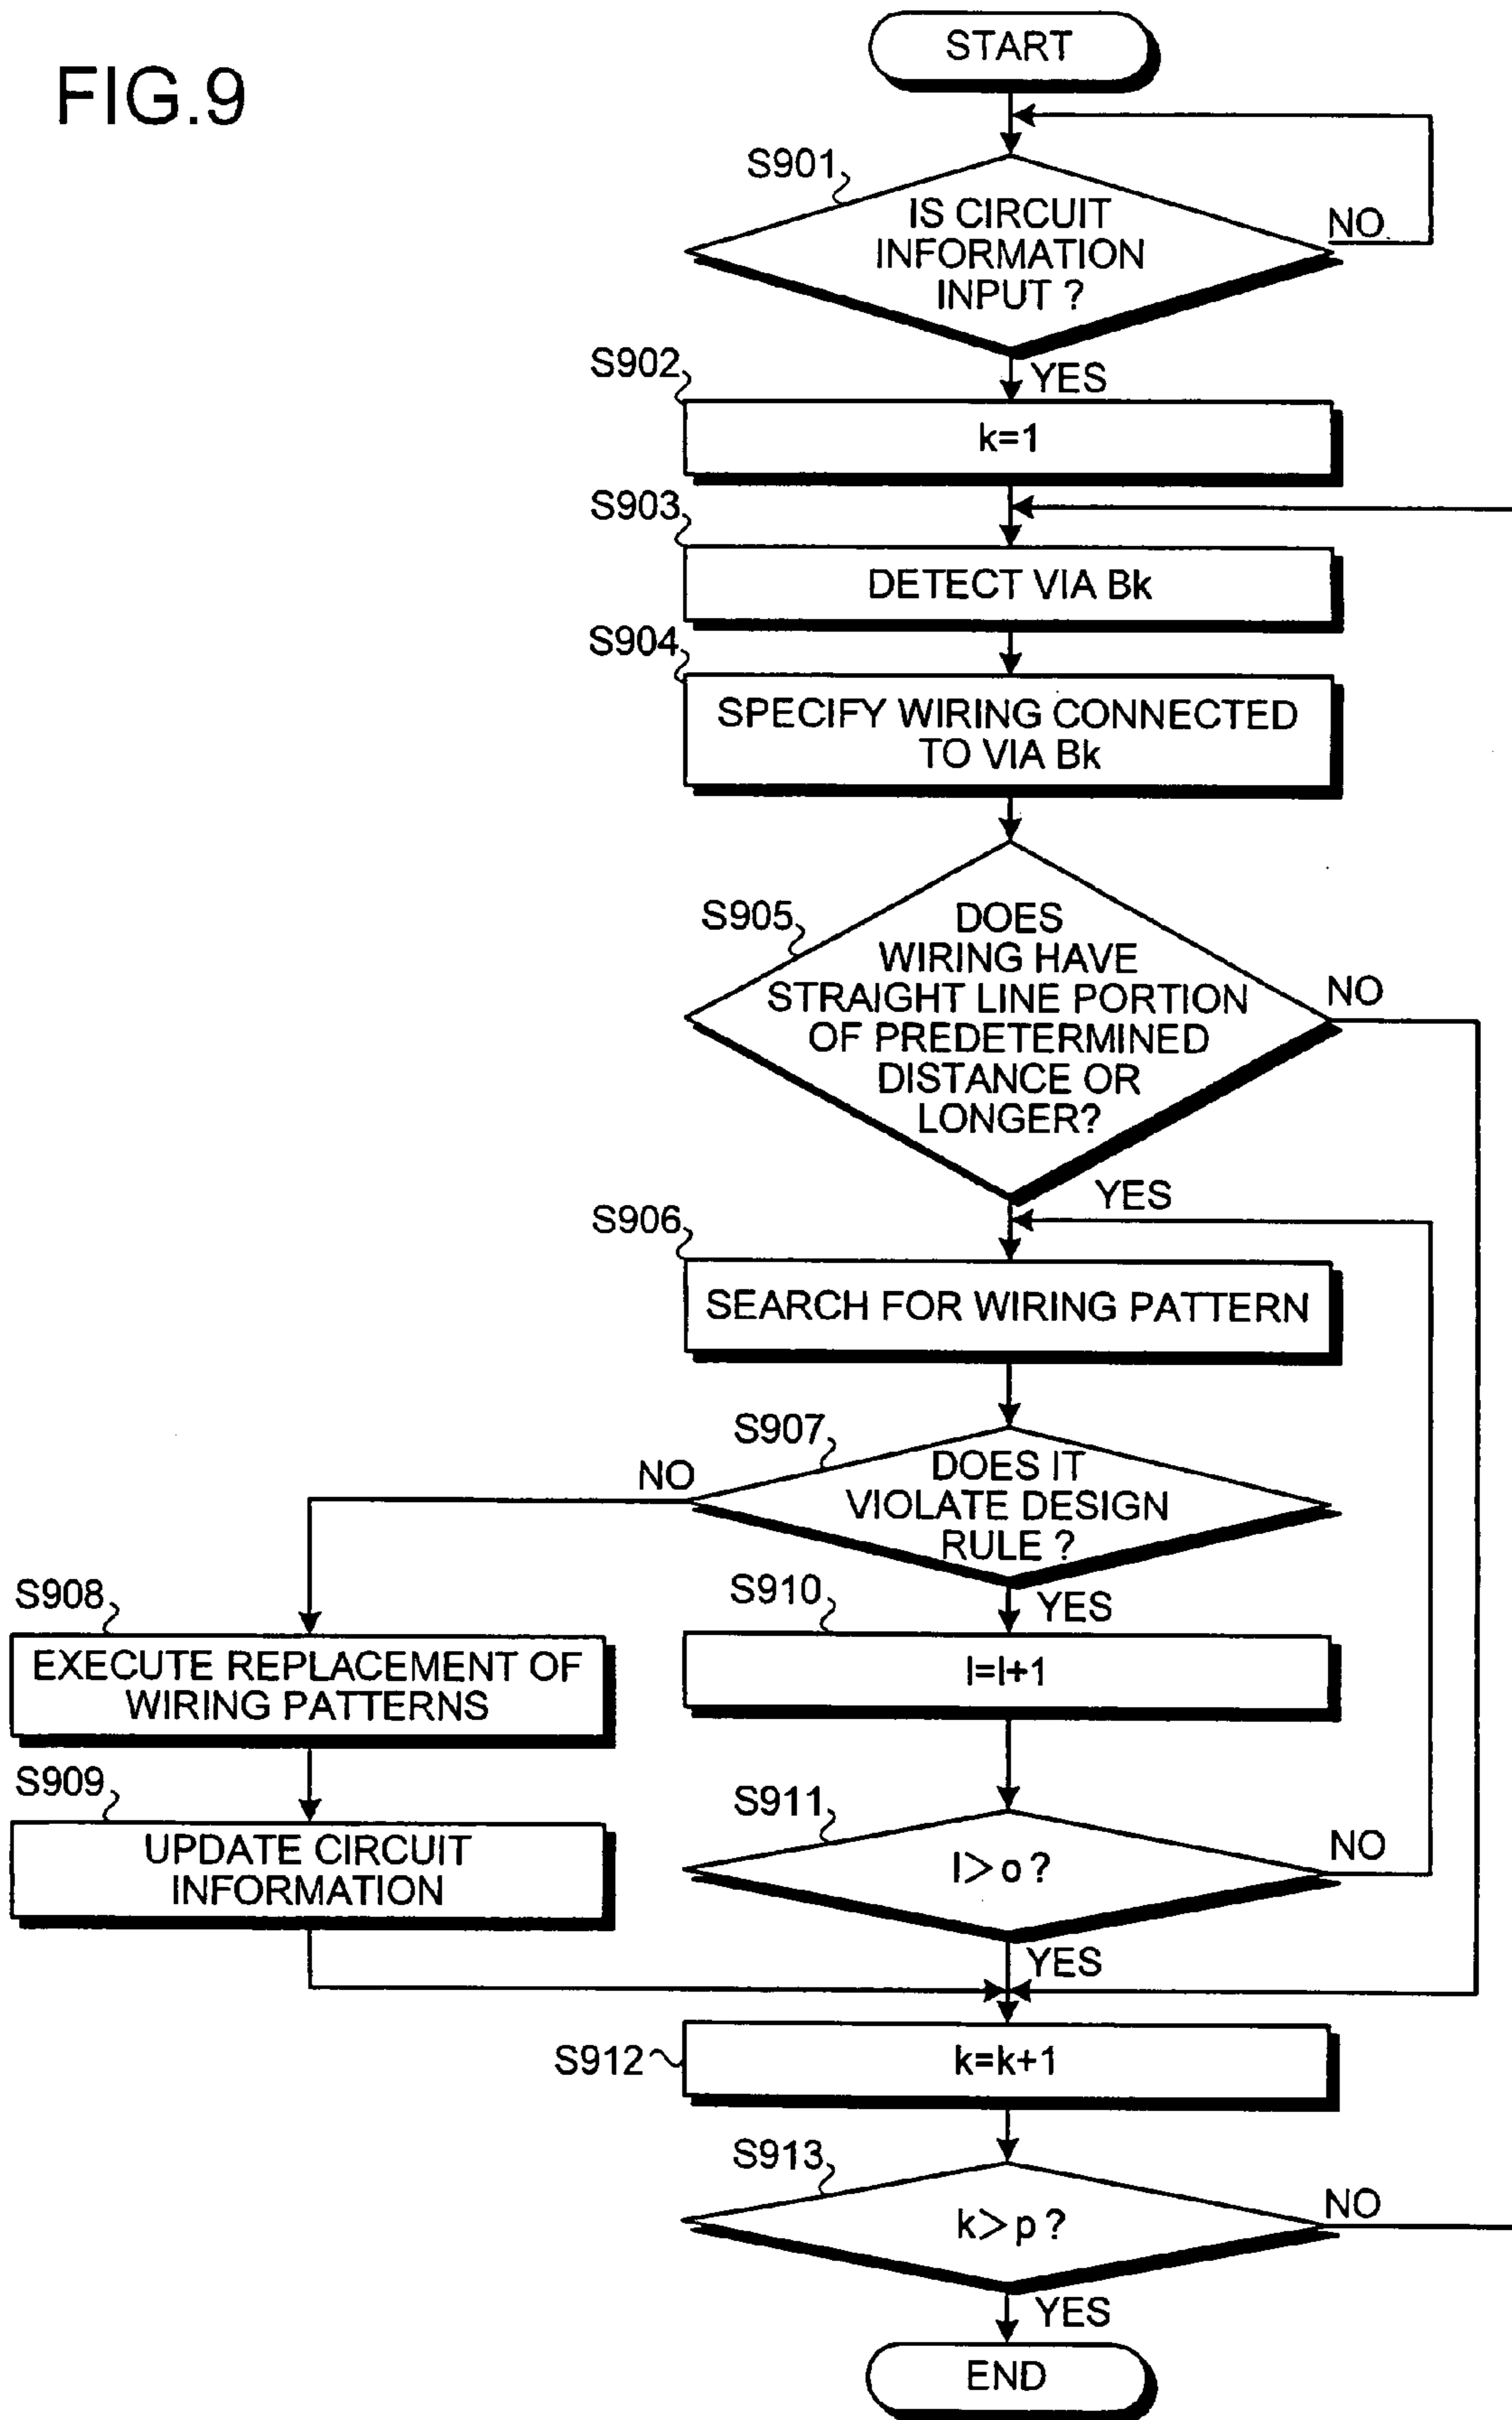 FIG.9
START
S901
IS CIRCUIT
INFORMATION
INPUT ?
NO
YES
S902
k=1
S903
DETECT VIA Bk
S904
SPECIFY WIRING CONNECTED
TO VIA Bk
S905
DOES
WIRING HAVE
STRAIGHT LINE PORTION
OF PREDETERMINED
DISTANCE OR
LONGER?
NO
YES
S906
SEARCH FOR WIRING PATTERN
S907
DOES IT
VIOLATE DESIGN
RULE ?
NO
YES
S908
EXECUTE REPLACEMENT OF
WIRING PATTERNS
S909
UPDATE CIRCUIT
INFORMATION
S910
l=l+1
S911
l>o ?
NO
YES
S912
k=k+1
S913
k>p ?
NO
YES
END